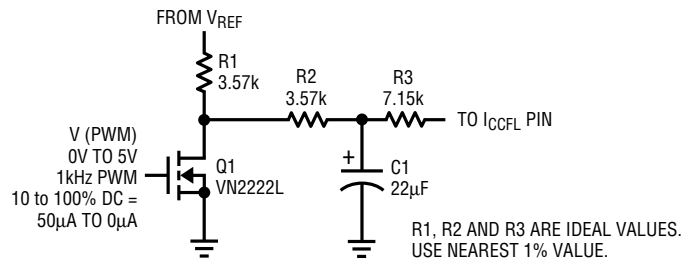 FROM VREF
R1
3.57k
R2
3.57k
R3
7.15k
TO ICCFL PIN
V (PWM)
0V TO 5V
1kHz PWM
10 to 100% DC =
50μA TO 0μA
Q1
VN2222L
+
C1
22μF
R1, R2 AND R3 ARE IDEAL VALUES.
USE NEAREST 1% VALUE.